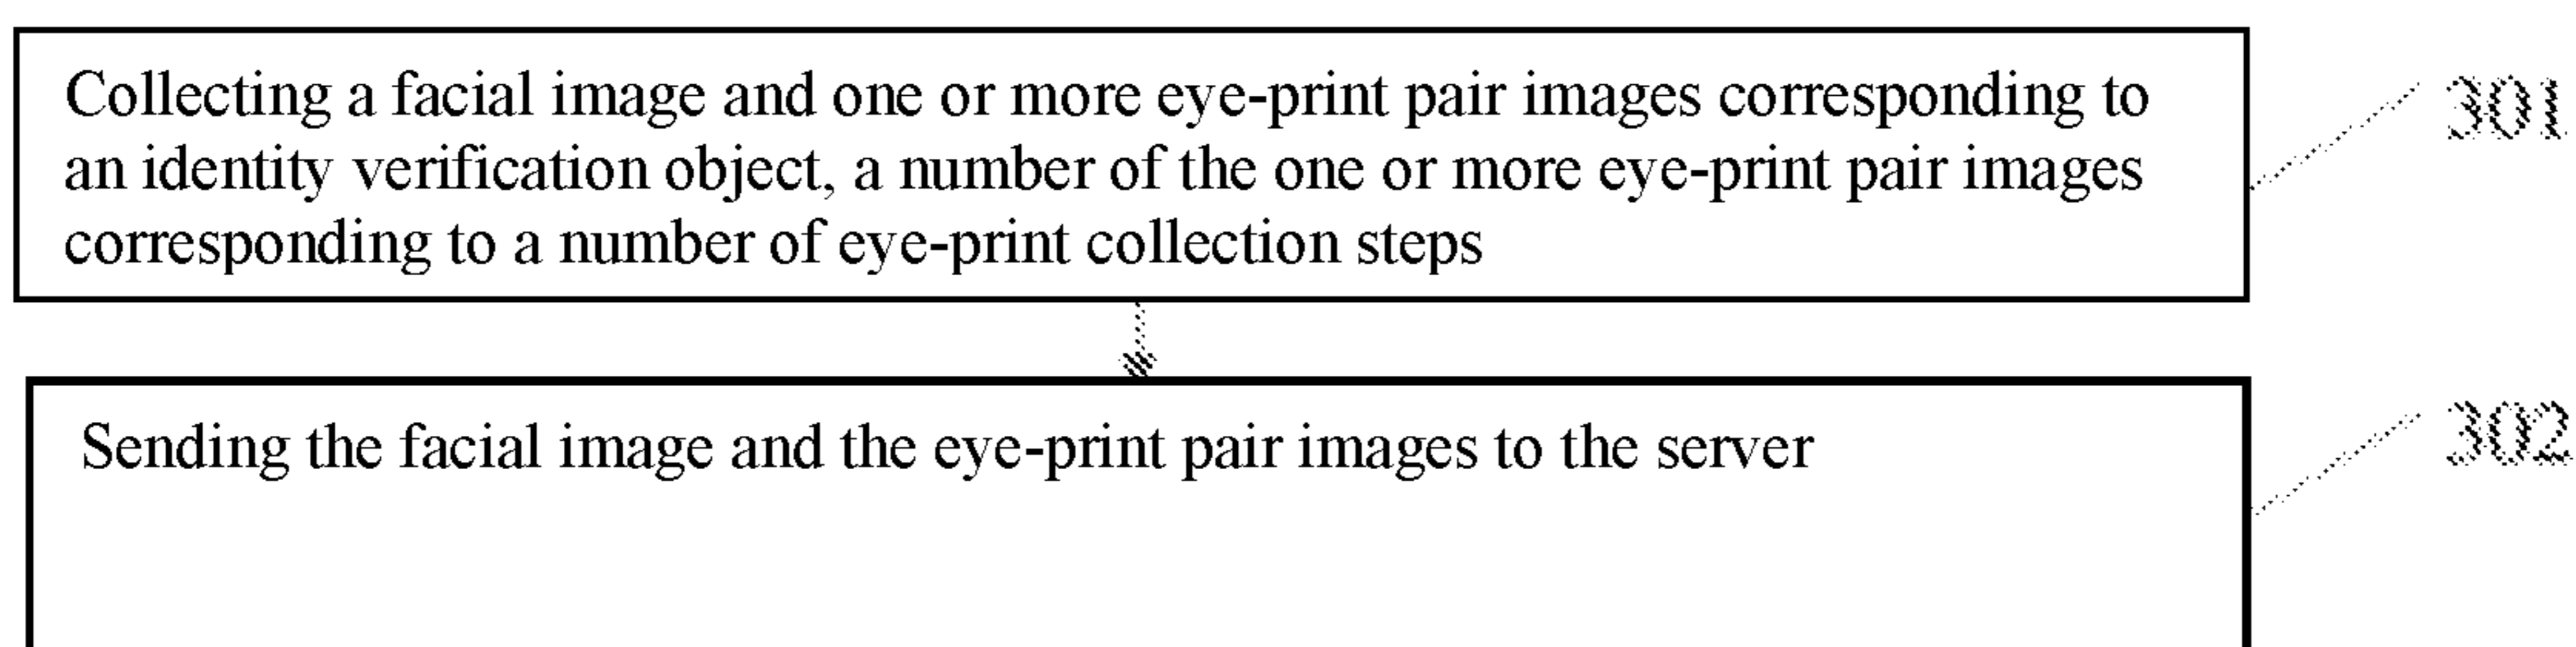 Collecting a facial image and one or more eye-print pair images corresponding to
an identity verification object, a number of the one or more eye-print pair images
corresponding to a number of eye-print collection steps
301
Sending the facial image and the eye-print pair images to the server
302